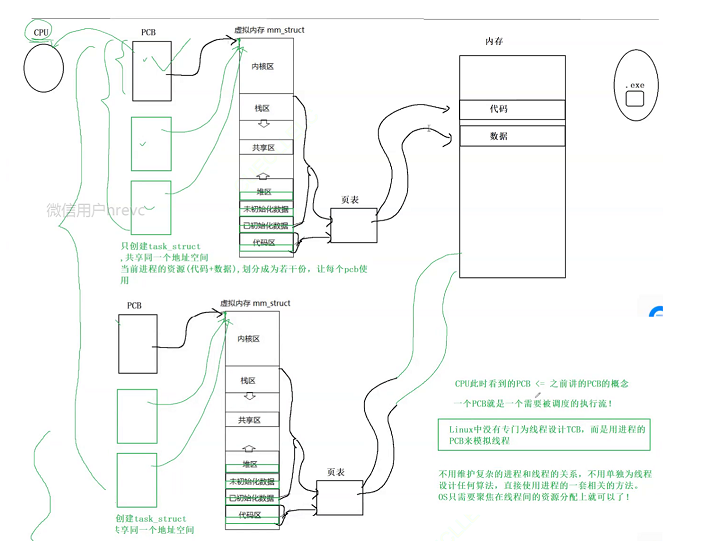 CPU
PCB
虚拟内存 mm_struct
内存
.exe
内核区
栈区
共享区
堆区
未初始化数据
已初始化数据
代码区
页表
代码
数据
微信用户nrevc
只创建task_struct
,共享同一个地址空间
当前进程的资源(代码+数据),划分成为若干份，让每个pcb使
用
PCB
虚拟内存 mm_struct
内核区
栈区
共享区
堆区
未初始化数据
已初始化数据
代码区
页表
创建task_struct
共享同一个地址空间
CPU此时看到的PCB <= 之前讲的PCB的概念
一个PCB就是一个需要被调度的执行流！
Linux中没有专门为线程设计TCB，而是用进程的
PCB来模拟线程
不用维护复杂的进程和线程的关系，不用单独为线程
设计任何算法，直接使用进程的一套相关的方法。
OS只需要聚焦在线程间的资源分配上就可以了！